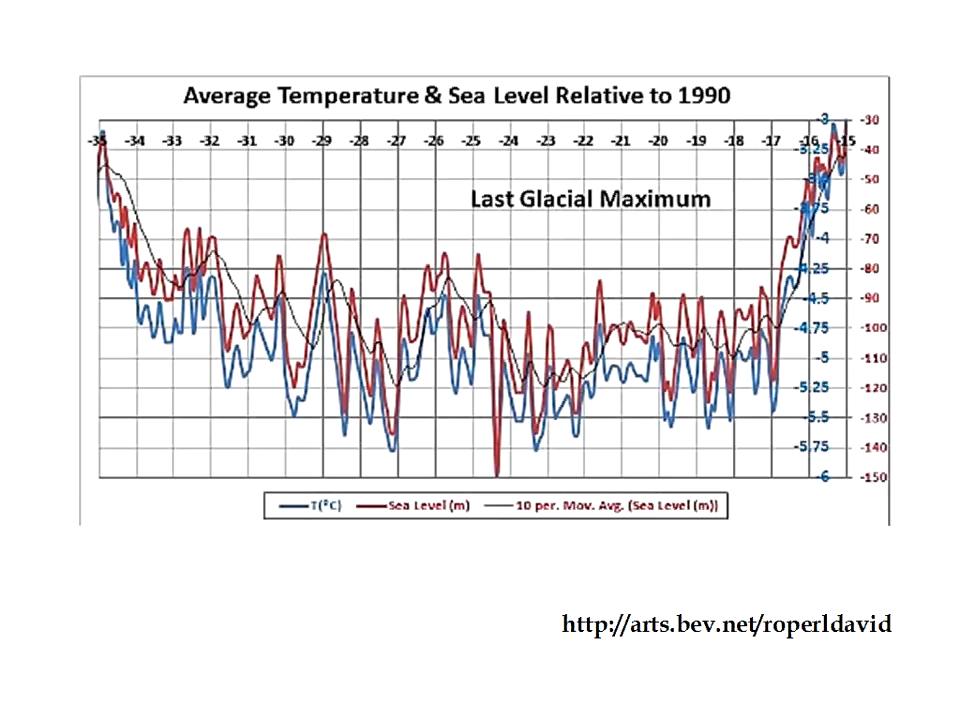 Average Temperature & Sea Level Relative to 1990
-3 -30
-35 -34 -33 -32 -31 -30 -29 -28 -27 -26 -25 -24 -23 -22 -21 -20 -19 -18 -17 -16 -15
-3.25 -40
-50
Last Glacial Maximum
-3.75 -60
-4 -70
-4.25 -80
-4.5 -90
-4.75 -100
-5 -110
-5.25 -120
-5.5 -130
-5.75 -140
-6 -150
T(°C) Sea Level (m) 10 per. Mov. Avg. (Sea Level (m))
http://arts.bev.net/roperldavid